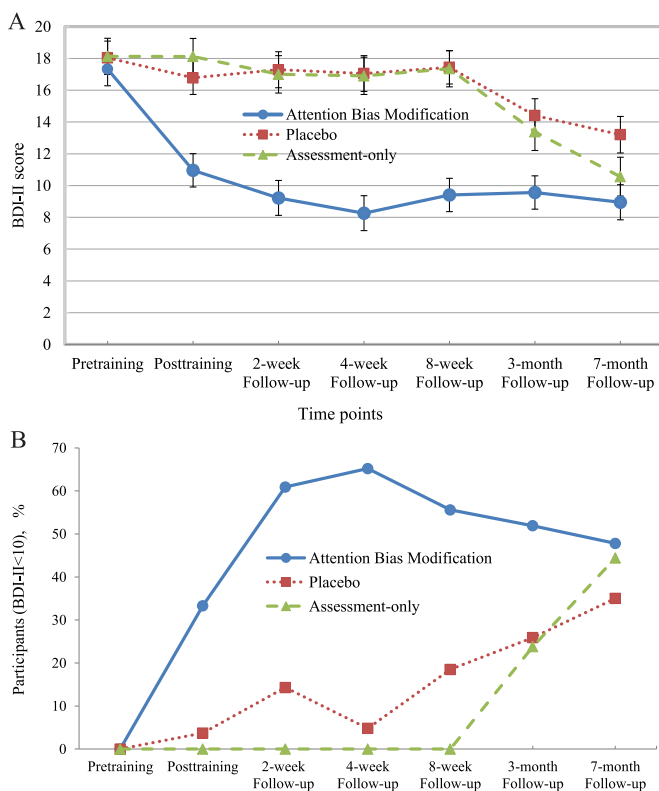 A
20
18
16
14
12
10
8
6
4
2
0
BDI-II score
Attention Bias Modification
Placebo
Assessment-only
Pretraining
Posttraining
2-week
Follow-up
4-week
Follow-up
8-week
Follow-up
3-month
Follow-up
7-month
Follow-up
Time points
B
70
60
50
40
30
20
10
0
Participants (BDI-II<10), %
Attention Bias Modification
Placebo
Assessment-only
Pretraining
Posttraining
2-week
Follow-up
4-week
Follow-up
8-week
Follow-up
3-month
Follow-up
7-month
Follow-up